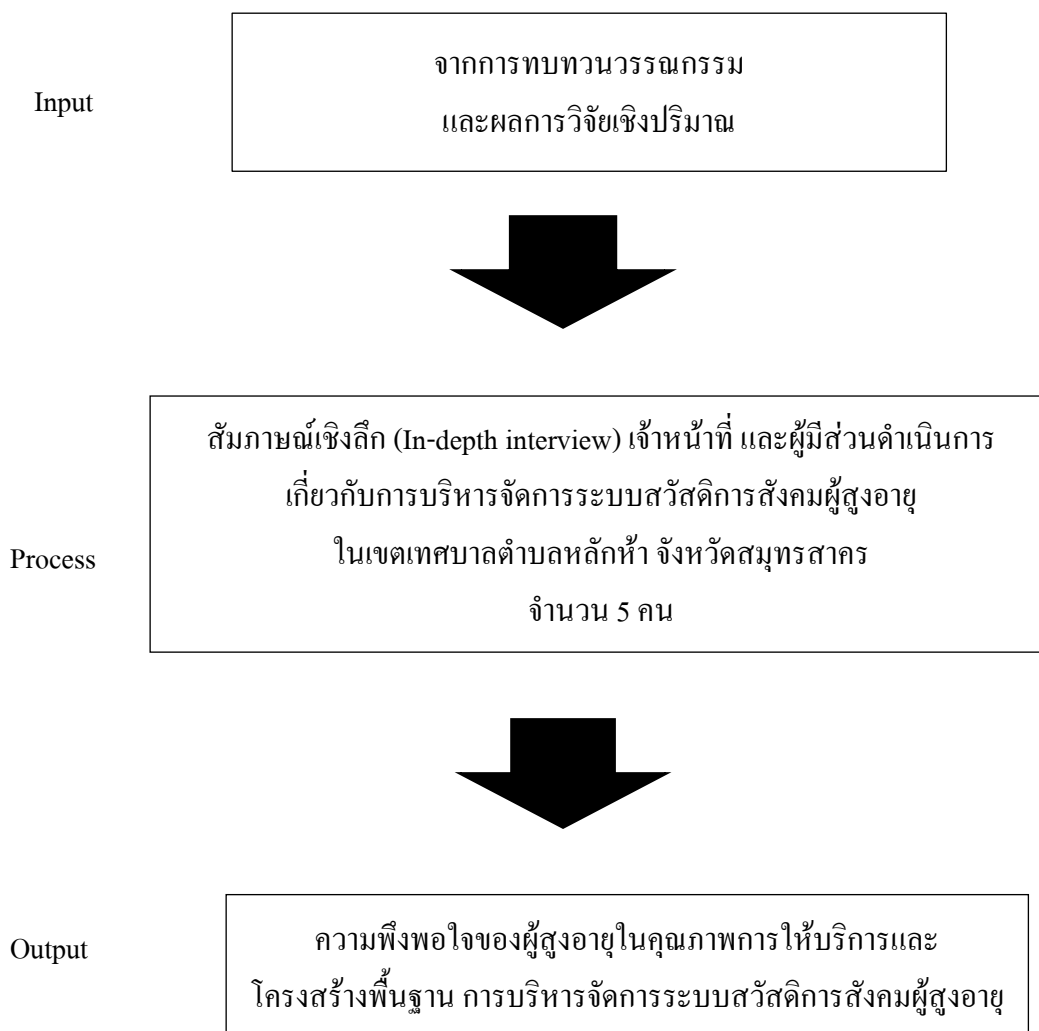 Input
จากการทบทวนวรรณกรรม
และผลการวิจัยเชิงปริมาณ
Process
สัมภาษณ์เชิงลึก (In-depth interview) เจ้าหน้าที่ และผู้มีส่วนดำเนินการ
เกี่ยวกับการบริหารจัดการระบบสวัสดิการสังคมผู้สูงอายุ
ในเขตเทศบาลตำบลหลักห้า จังหวัดสมุทรสาคร
จำนวน 5 คน
Output
ความพึงพอใจของผู้สูงอายุในคุณภาพการให้บริการและ
โครงสร้างพื้นฐาน การบริหารจัดการระบบสวัสดิการสังคมผู้สูงอายุ